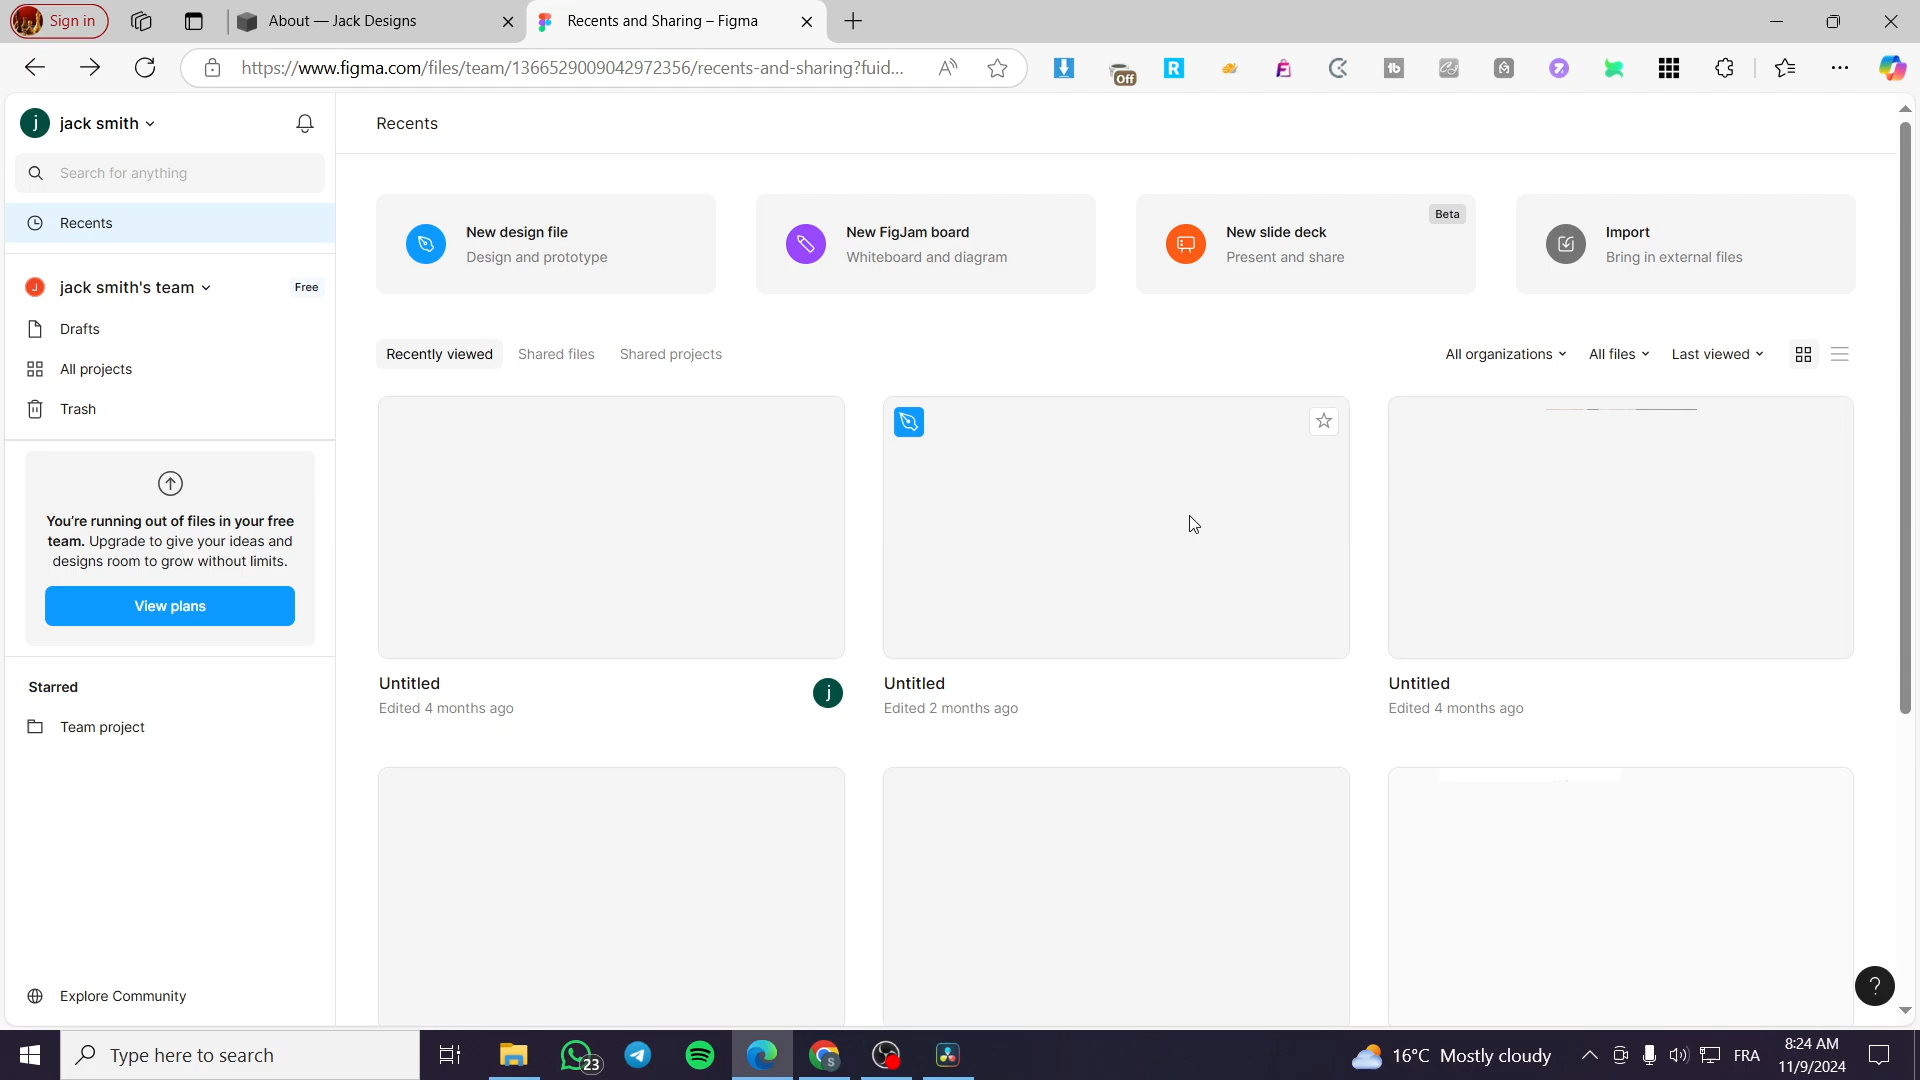 Sign in
About — Jack Designs
Recents and Sharing – Figma
https://www.figma.com/files/team/1366529009042972356/recents-and-sharing?fuid...
Off
jack smith
Recents
Search for anything
Recents
jack smith's team
Free
Drafts
All projects
Trash
You're running out of files in your free
team. Upgrade to give your ideas and
designs room to grow without limits.
View plans
Starred
Team project
Explore Community
New design file
Design and prototype
New FigJam board
Whiteboard and diagram
Beta
New slide deck
Present and share
Import
Bring in external files
Recently viewed
Shared files
Shared projects
All organizations
All files
Last viewed
Untitled
Edited 4 months ago
Untitled
Edited 2 months ago
Untitled
Edited 4 months ago
Type here to search
23
16°C Mostly cloudy
FRA
8:24 AM
11/9/2024